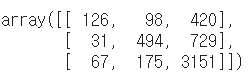 array([[ 126,   98,  420],
       [  31,  494,  729],
       [  67,  175, 3151]])